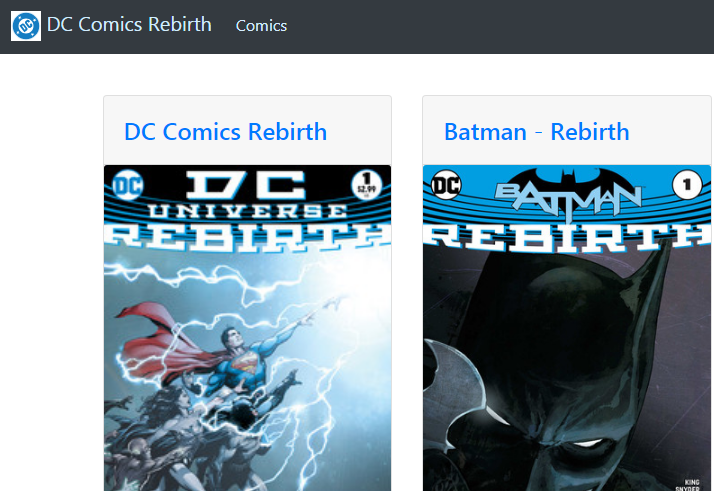 DC
DC Comics Rebirth
Comics
DC Comics Rebirth
DC
DC
UNIVERSE
REBIRTH
1
$2.99
Batman - Rebirth
DC
BATMAN
1
REBIRTH
KING
SNYDER